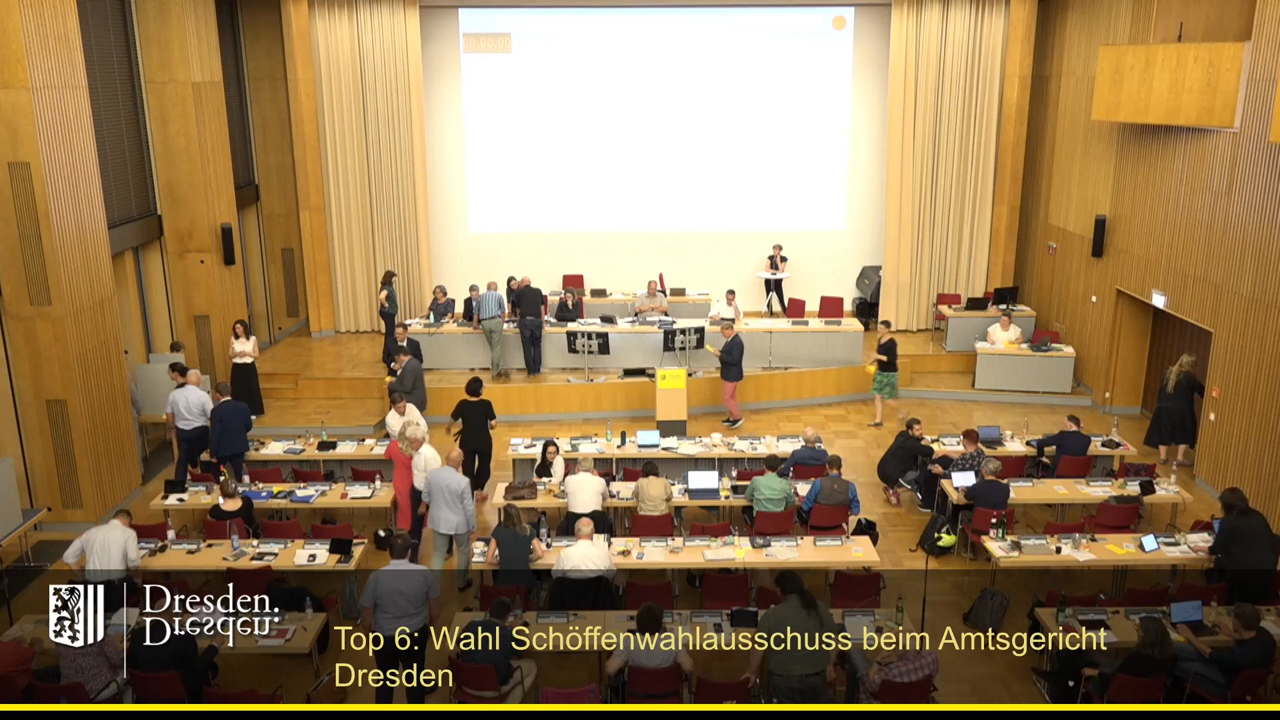 00:00:00
Dresden.
Dresden.
Top 6: Wahl Schöffenwahlausschuss beim Amtsgericht
Dresden